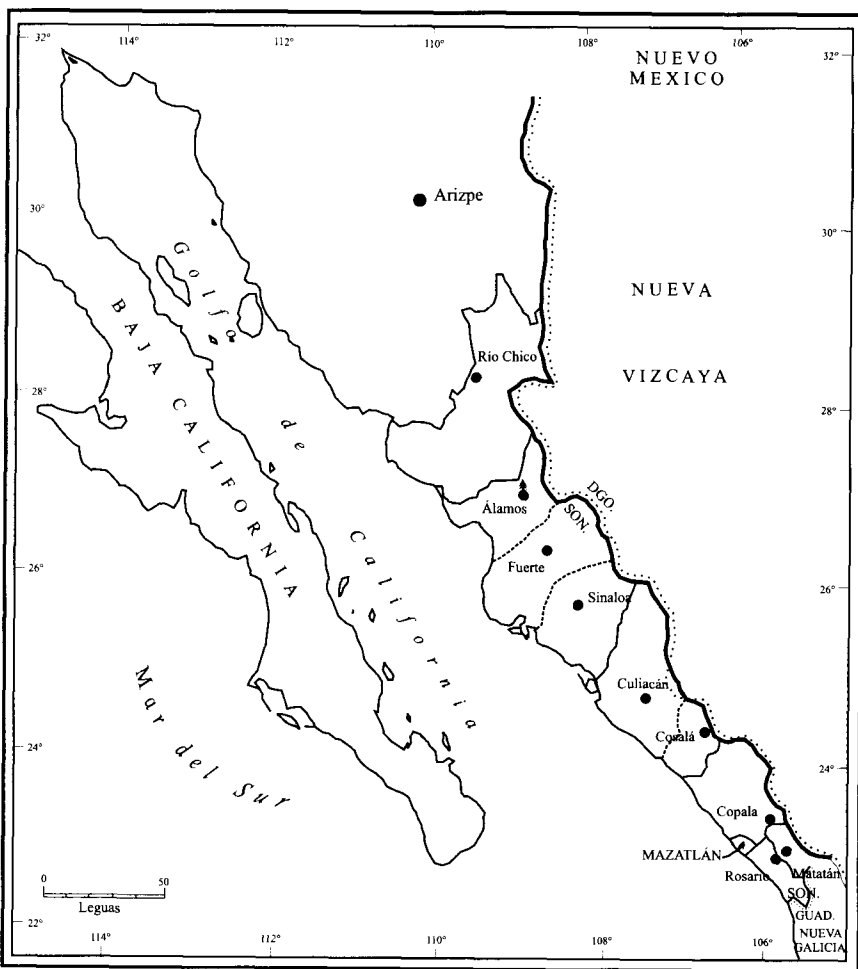 114°
112°
110°
108°
106°
32°
32°
NUEVO
MEXICO
Arizpe
30°
30°
Golfo
NUEVA
BAJA CALIFORNIA
Río Chico
VIZCAYA
28°
28°
de
DGO.
SON.
Álamos
Fuerte
California
26°
26°
Sinaloa
Mar del Sur
Culiacán
24°
Cosalá
24°
Copala
MAZATLÁN
Matatán
Rosario
0
50
Leguas
SON.
GUAD.
22°
NUEVA
GALICIA
114°
112°
110°
108°
106°